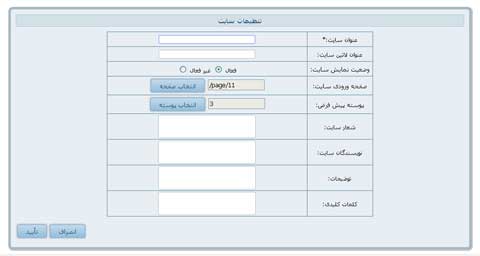 تنظیمات سایت
عنوان سایت:*
عنوان لاتین سایت:
وضعیت نمایش سایت: فعال غیر فعال
صفحه ورودی سایت: /page/11 انتخاب صفحه
پوسته پیش فرض: 3 انتخاب پوسته
شعار سایت:
نویسندگان سایت:
توضیحات:
کلمات کلیدی:
انصراف تأیید